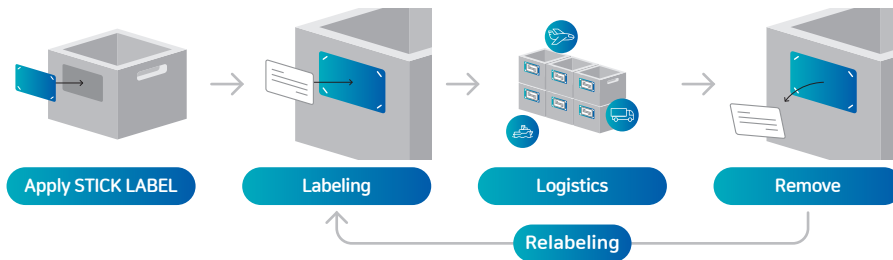 Apply STICK LABEL
Labeling
Logistics
Remove
Relabeling